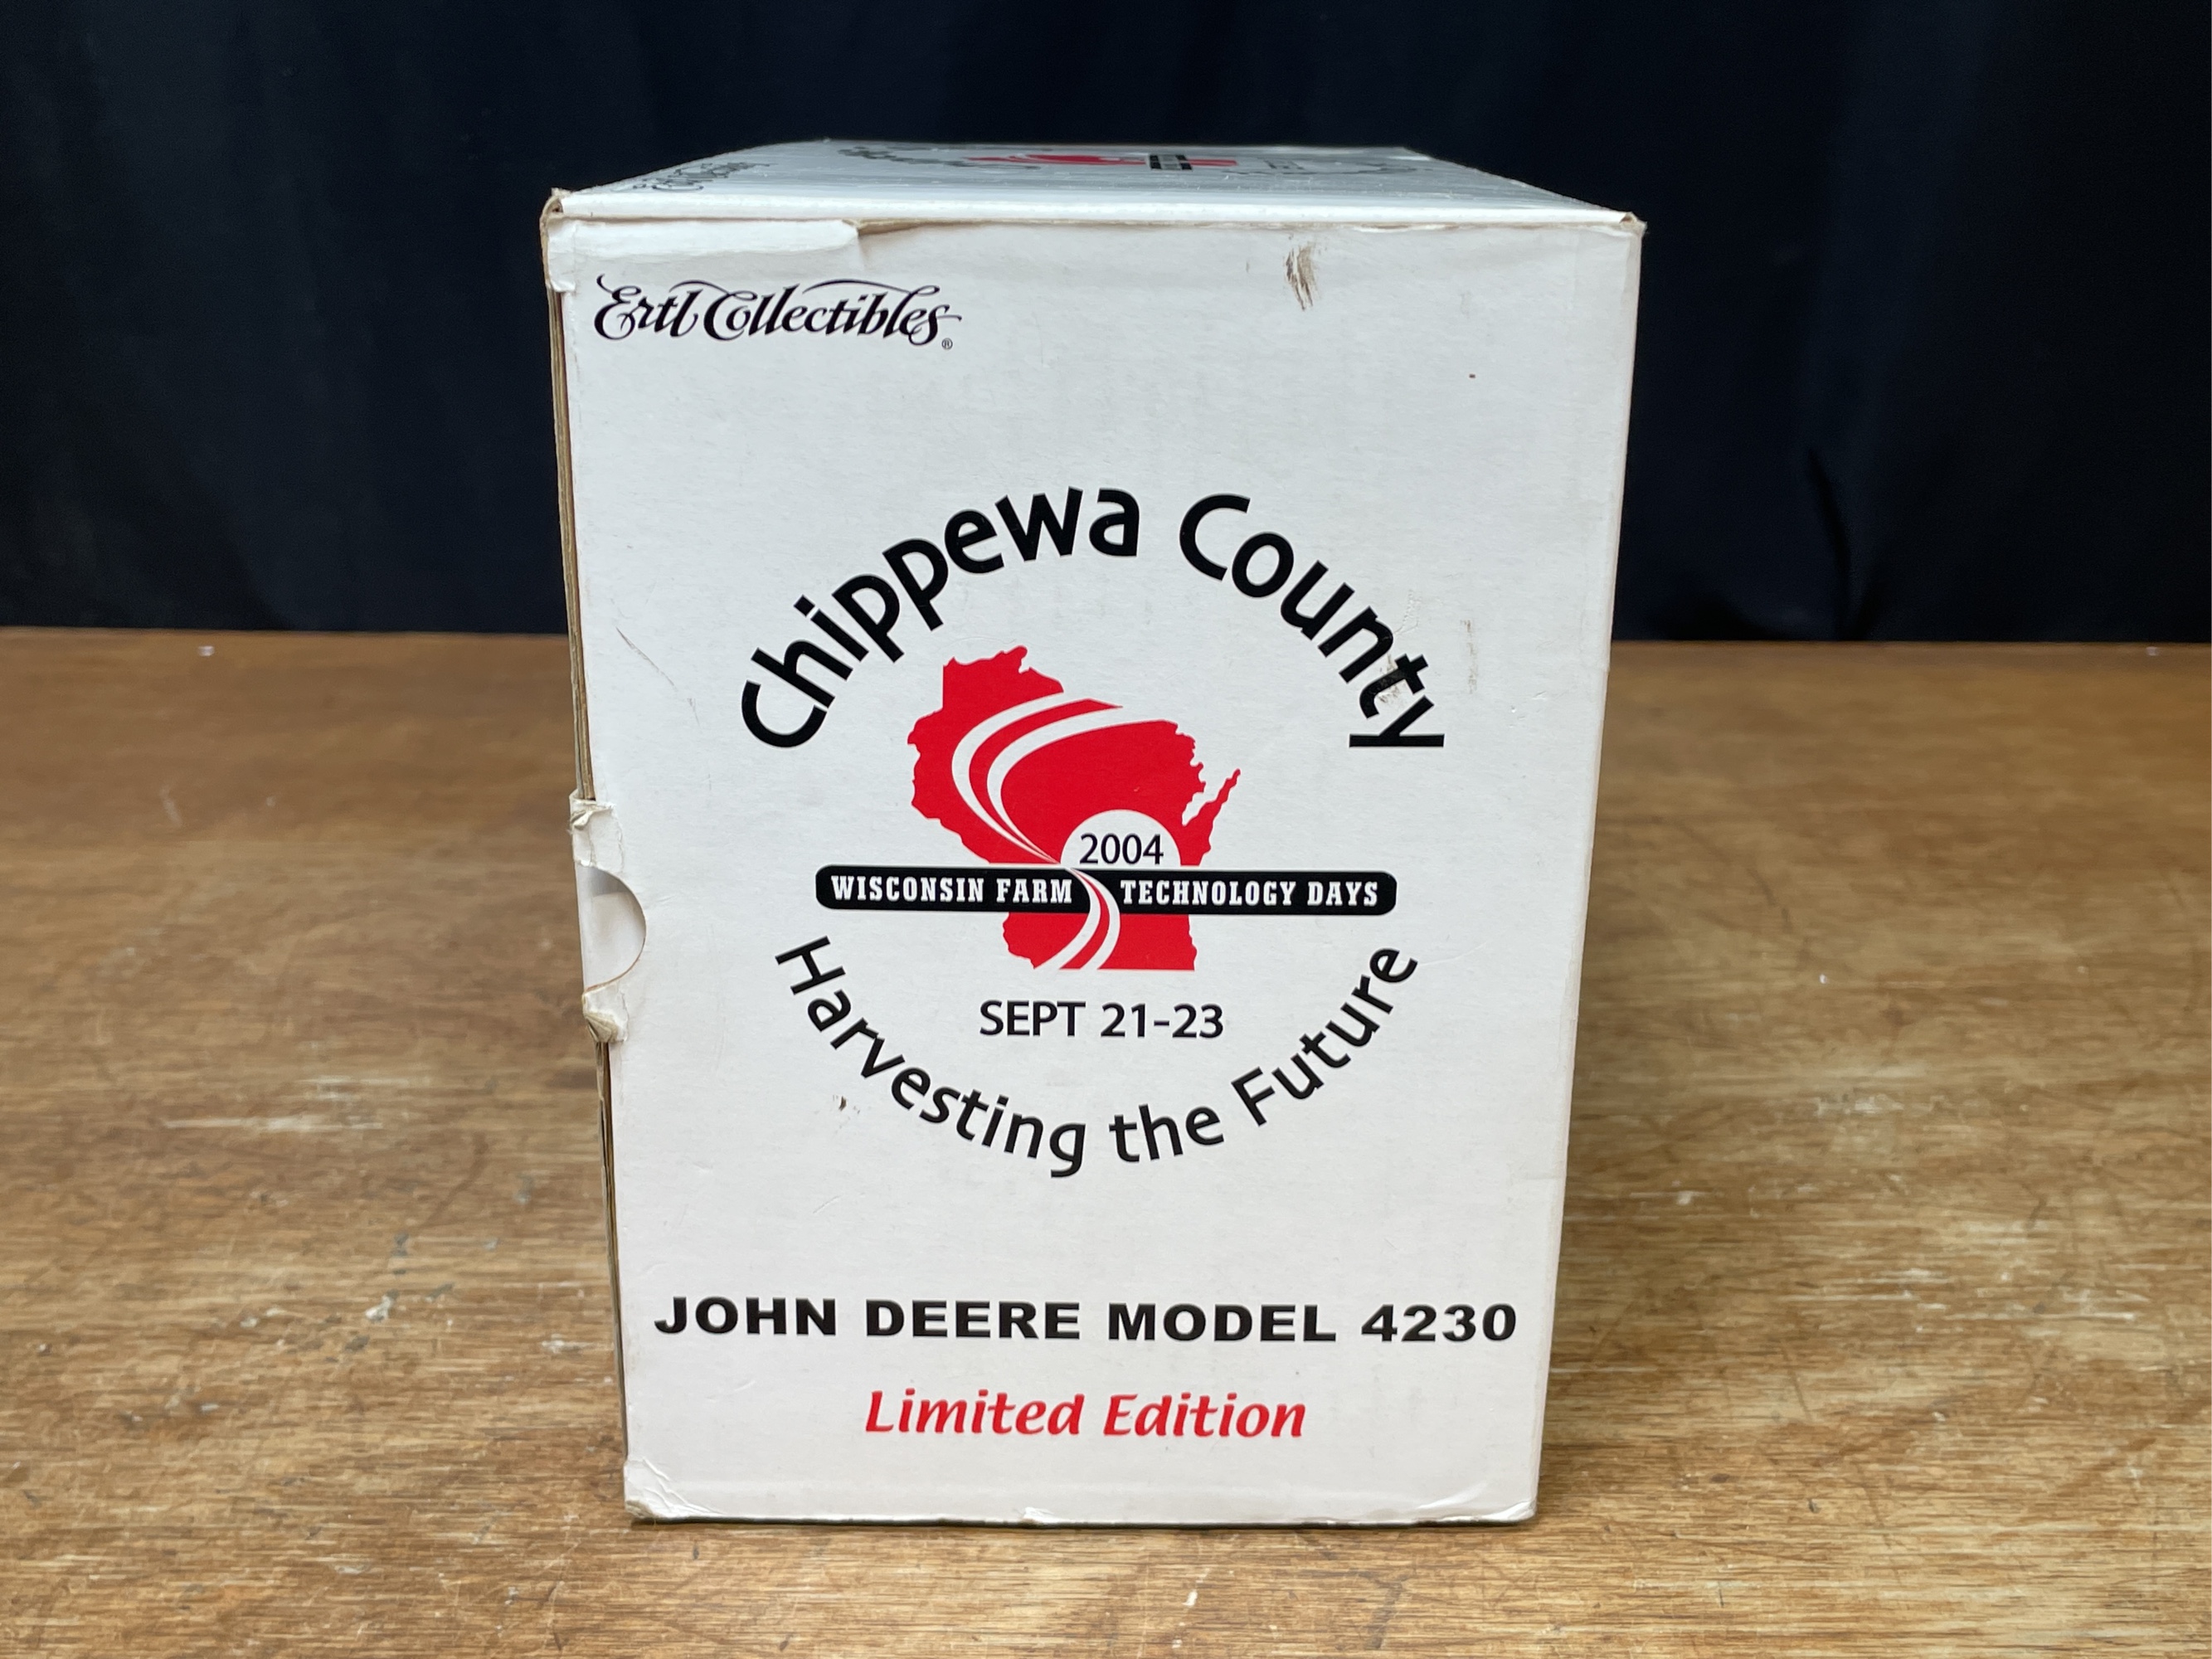 Ertl Collectibles®
Chippewa County
2004
WISCONSIN FARM TECHNOLOGY DAYS
SEPT 21-23
Harvesting the Future
JOHN DEERE MODEL 4230
Limited Edition